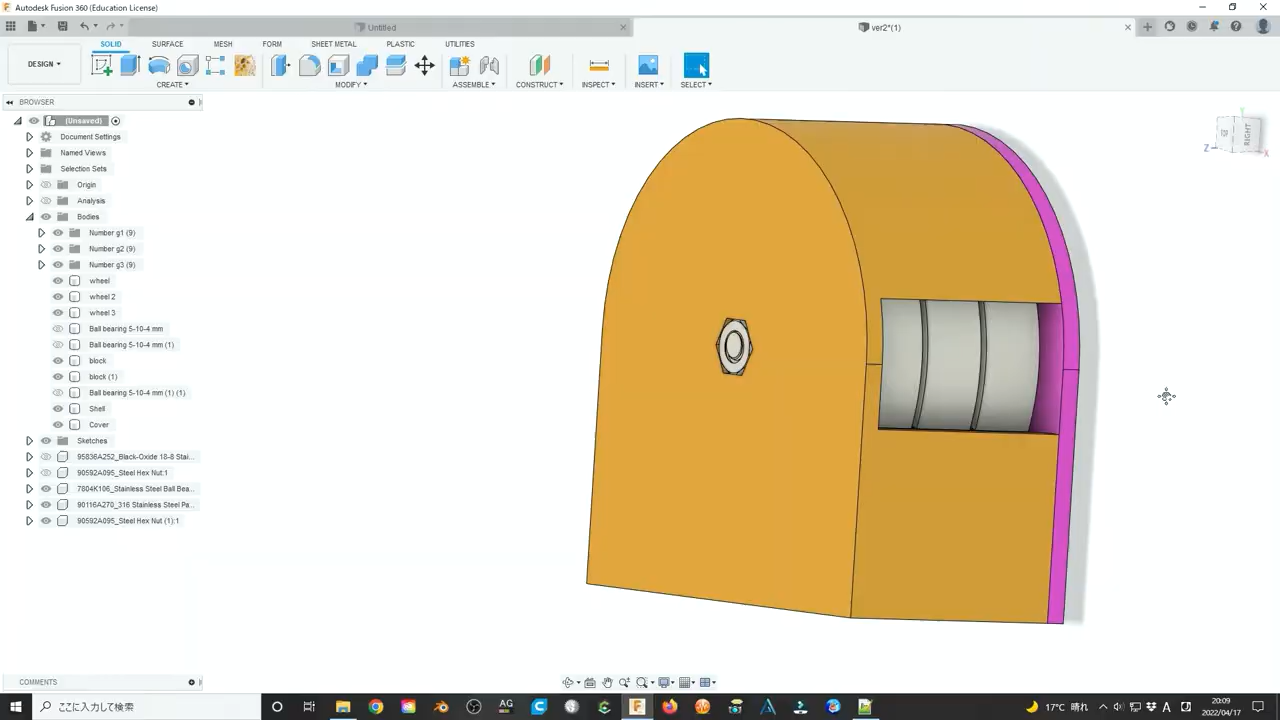 Autodesk Fusion 360 (Education License)
Untitled
ver2*(1)
DESIGN
SOLID
SURFACE
MESH
FORM
SHEET METAL
PLASTIC
UTILITIES
CREATE
MODIFY
ASSEMBLE
CONSTRUCT
INSPECT
INSERT
SELECT
BROWSER
(Unsaved)
Document Settings
Named Views
Selection Sets
Origin
Analysis
Bodies
Number g1 (9)
Number g2 (9)
Number g3 (9)
wheel
wheel 2
wheel 3
Ball bearing 5-10-4 mm
Ball bearing 5-10-4 mm (1)
block
block (1)
Ball bearing 5-10-4 mm (1) (1)
Shell
Cover
Sketches
95836A252_Black-Oxide 18-8 Stai...
90592A095_Steel Hex Nut:1
7804K106_Stainless Steel Ball Bea...
90116A270_316 Stainless Steel Pa...
90592A095_Steel Hex Nut (1):1
Y
RIGHT
Z
X
COMMENTS
ここに入力して検索
AG
17°C 晴れ
A
20:09
2022/04/17